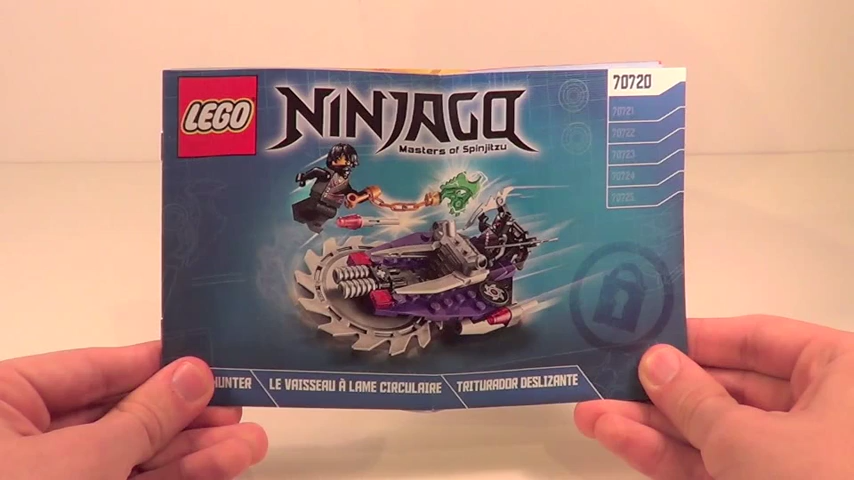 LEGO
NINJAGO
Masters of Spinjitzu
70720
70721
70722
70723
70724
70725
HUNTER
LE VAISSEAU À LAME CIRCULAIRE
TRITURADOR DESLIZANTE